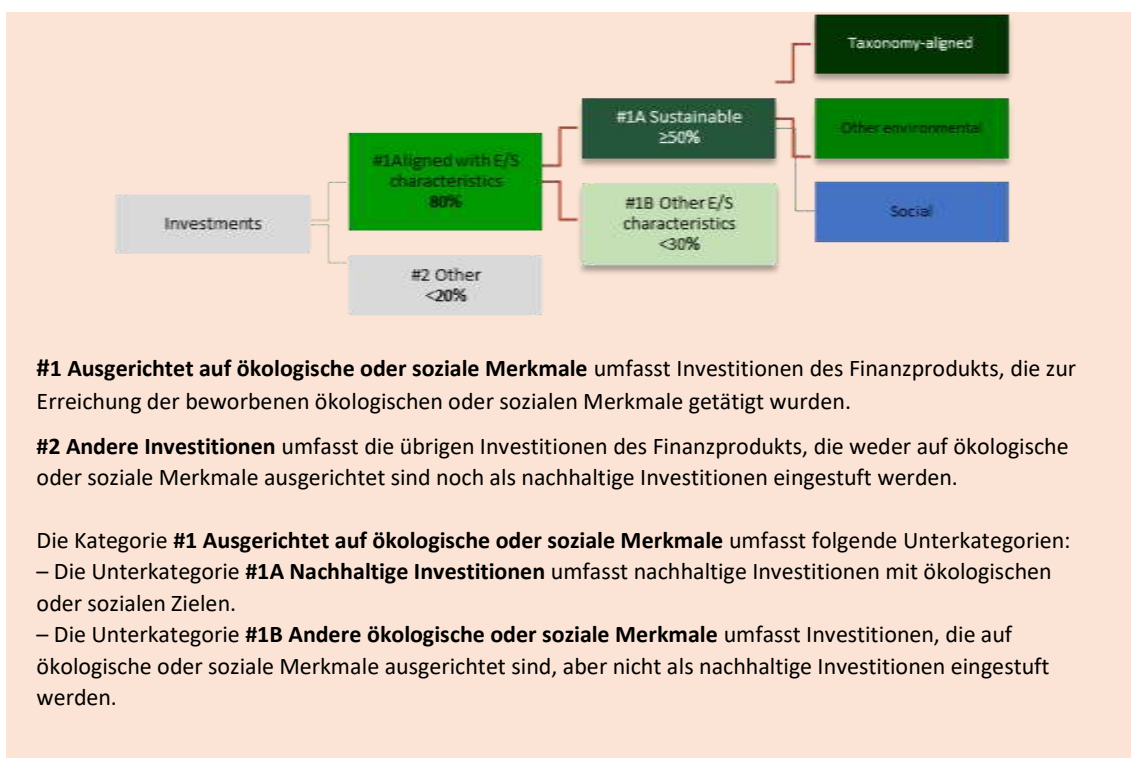 Taxonomy-aligned
#1A Sustainable
≥50%
Other environmental
#1Aligned with E/S
characteristics
80%
#1B Other E/S
characteristics
<30%
Social
Investments
#2 Other
<20%
#1 Ausgerichtet auf ökologische oder soziale Merkmale umfasst Investitionen des Finanzprodukts, die zur
Erreichung der beworbenen ökologischen oder sozialen Merkmale getätigt wurden.
#2 Andere Investitionen umfasst die übrigen Investitionen des Finanzprodukts, die weder auf ökologische
oder soziale Merkmale ausgerichtet sind noch als nachhaltige Investitionen eingestuft werden.
Die Kategorie #1 Ausgerichtet auf ökologische oder soziale Merkmale umfasst folgende Unterkategorien:
– Die Unterkategorie #1A Nachhaltige Investitionen umfasst nachhaltige Investitionen mit ökologischen
oder sozialen Zielen.
– Die Unterkategorie #1B Andere ökologische oder soziale Merkmale umfasst Investitionen, die auf
ökologische oder soziale Merkmale ausgerichtet sind, aber nicht als nachhaltige Investitionen eingestuft
werden.